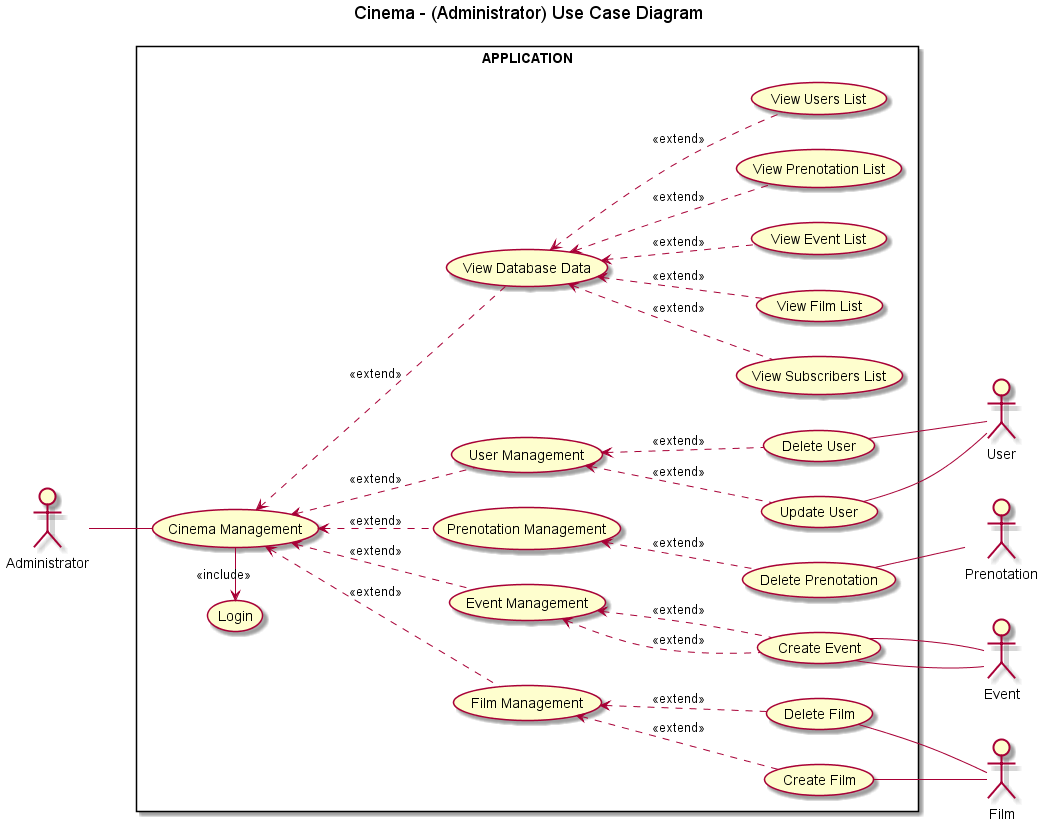 Cinema - (Administrator) Use Case Diagram
APPLICATION
View Users List
«extend»
View Prenotation List
«extend»
View Event List
«extend»
View Database Data
«extend»
View Film List
«extend»
View Subscribers List
«extend»
User Management
«extend»
Delete User
User
«extend»
«extend»
Update User
Administrator
Cinema Management
«extend»
Prenotation Management
«extend»
«extend»
Delete Prenotation
Prenotation
«include»
Login
«extend»
Event Management
«extend»
«extend»
Create Event
Event
Film Management
«extend»
Delete Film
«extend»
Create Film
Film